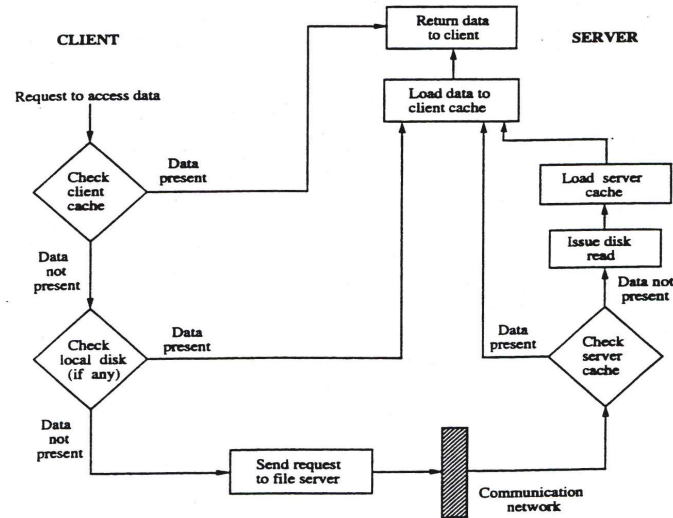 Return data
to client
CLIENT
SERVER
Load data to
client cache
Request to access data
Data
present
Check
client
cache
Load server
cache
Issue disk
read
Data
not
present
Data not
present
Check
local disk
(if any)
Data
present
Data
present
Check
server
cache
Data
not
present
Send request
to file server
Communication
network